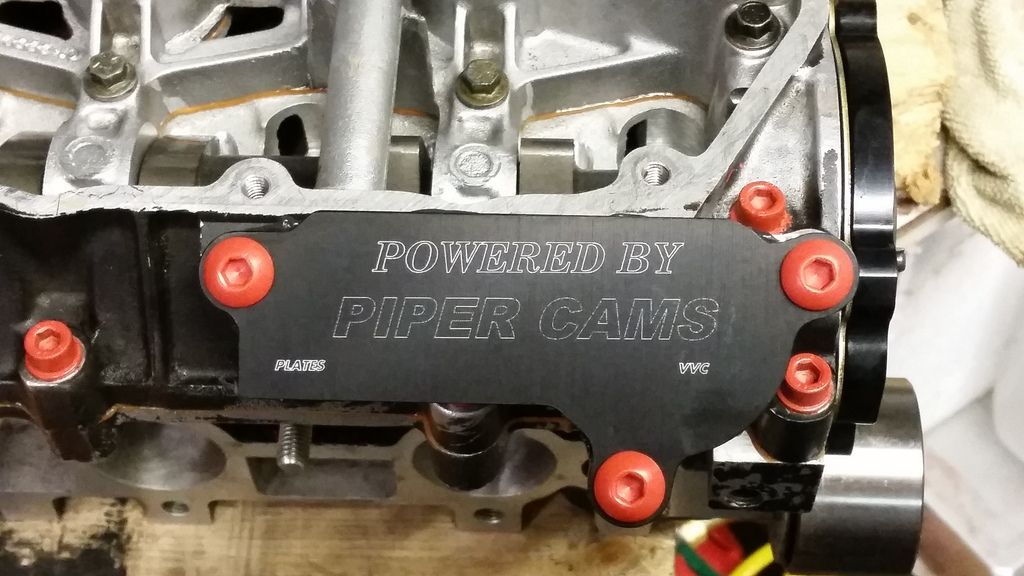 POWERED BY
PIPER CAMS
PLATES VVC